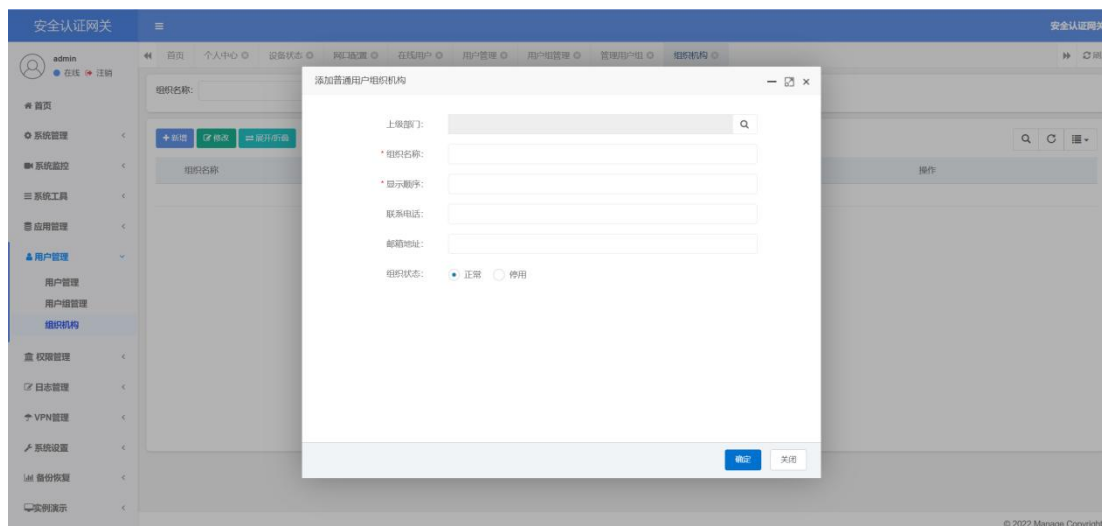 安全认证网关
安全认证网关
admin
在线 注销
首页 个人中心 设备状态 网口配置 在线用户 用户管理 用户组管理 管理用户组 组织机构
组织名称:
新增 修改 展开/折叠
组织名称 操作
首页
系统管理
系统监控
系统工具
应用管理
用户管理
用户管理
用户组管理
组织机构
权限管理
日志管理
VPN管理
系统设置
备份恢复
实例演示
添加普通用户组织机构
上级部门:
* 组织名称:
* 显示顺序:
联系电话:
邮箱地址:
组织状态: 正常 停用
确定 关闭
© 2022 Manage Copyright